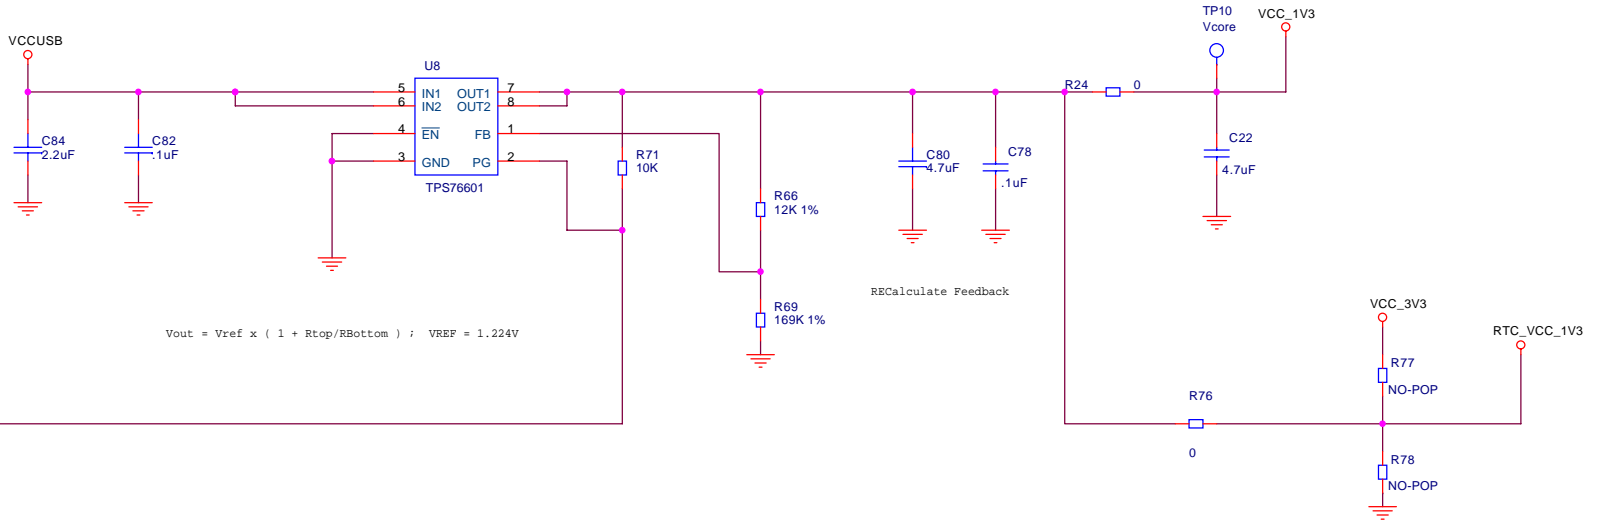 TP10
Vcore
VCC_1V3
VCCUSB
U8
5 IN1 OUT1 7
6 IN2 OUT2 8
4 EN FB 1
3 GND PG 2
TPS76601
C84
2.2uF
C82
.1uF
R71
10K
R66
12K 1%
R69
169K 1%
C80
4.7uF
C78
.1uF
R24 0
C22
4.7uF
RECalculate Feedback
Vout = Vref x ( 1 + Rtop/RBottom ) ; VREF = 1.224V
VCC_3V3
RTC_VCC_1V3
R77
NO-POP
R76
0
R78
NO-POP